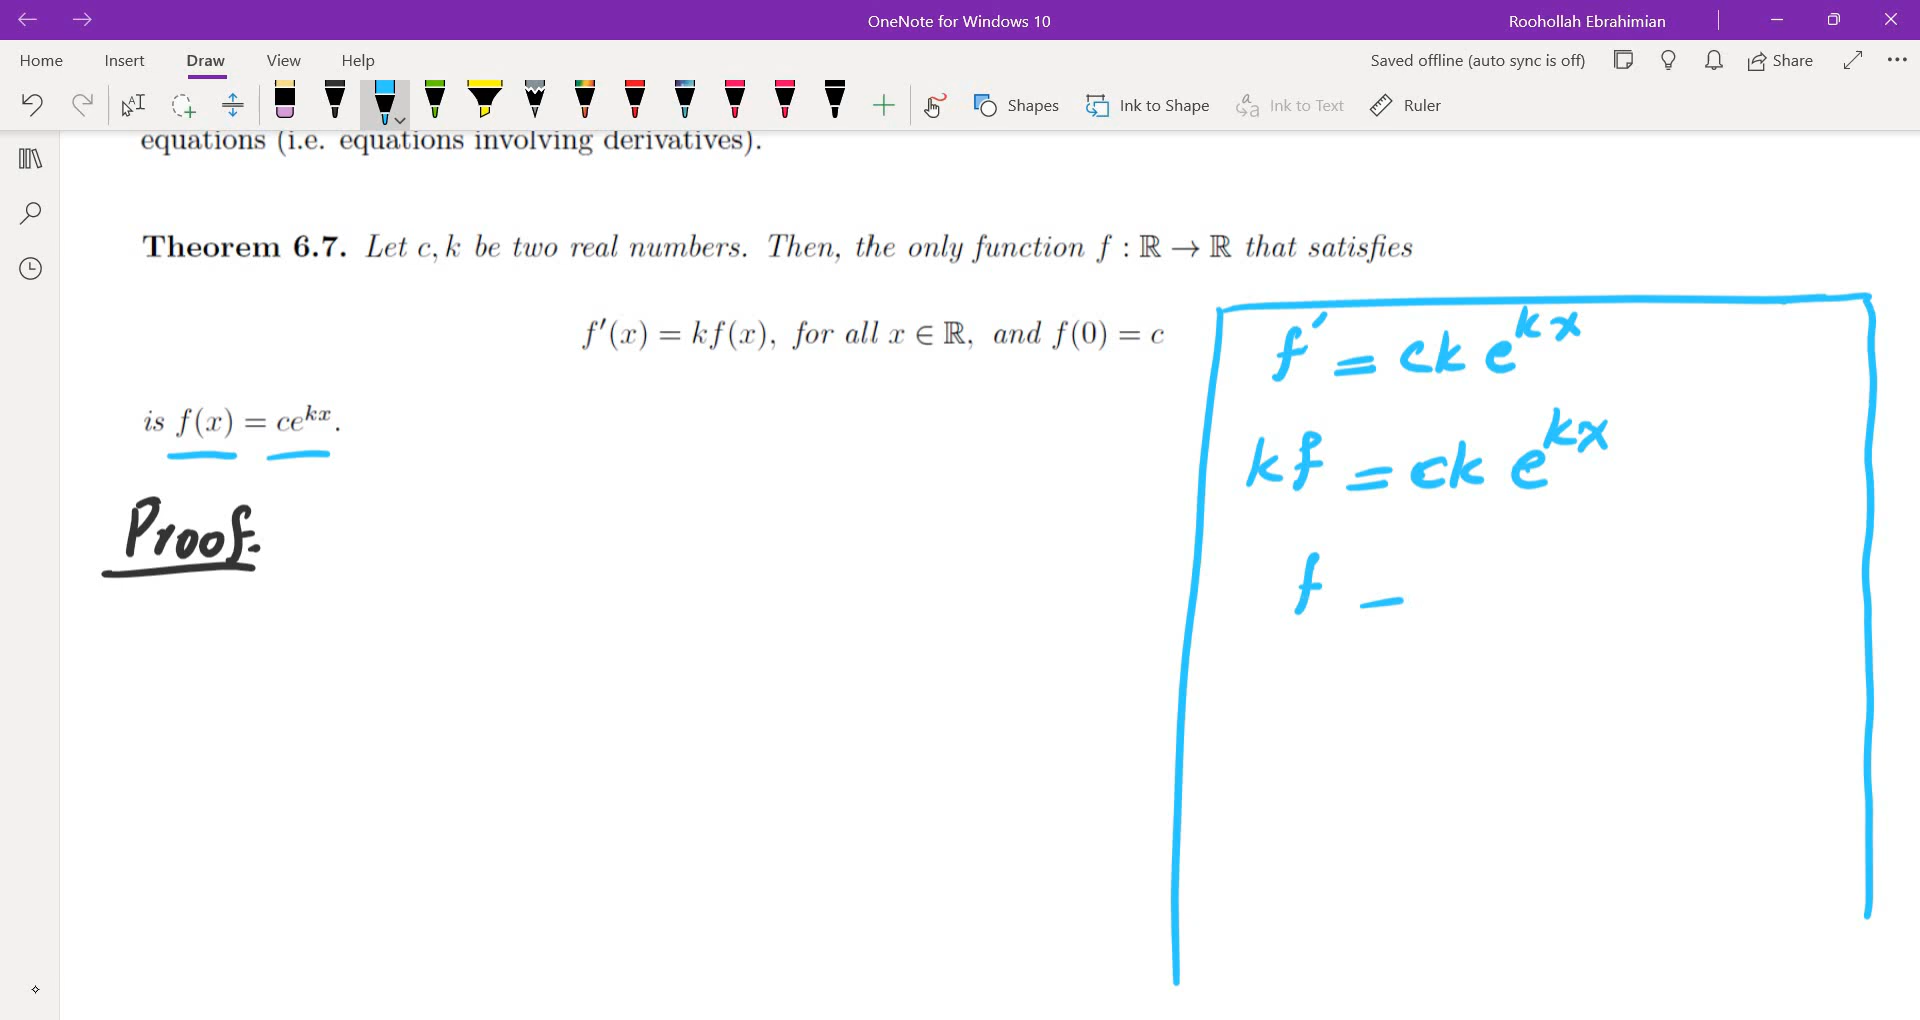 OneNote for Windows 10
Roohollah Ebrahimian
Home Insert Draw View Help
Saved offline (auto sync is off) Share
Shapes Ink to Shape Ink to Text Ruler
equations (i.e. equations involving derivatives).
Theorem 6.7. Let c, k be two real numbers. Then, the only function f : ℝ → ℝ that satisfies
f′(x) = kf(x), for all x ∈ ℝ, and f(0) = c
is f(x) = ce^{kx}.
Proof.
f′ = ck e^{kx}
kf = ck e^{kx}
f –